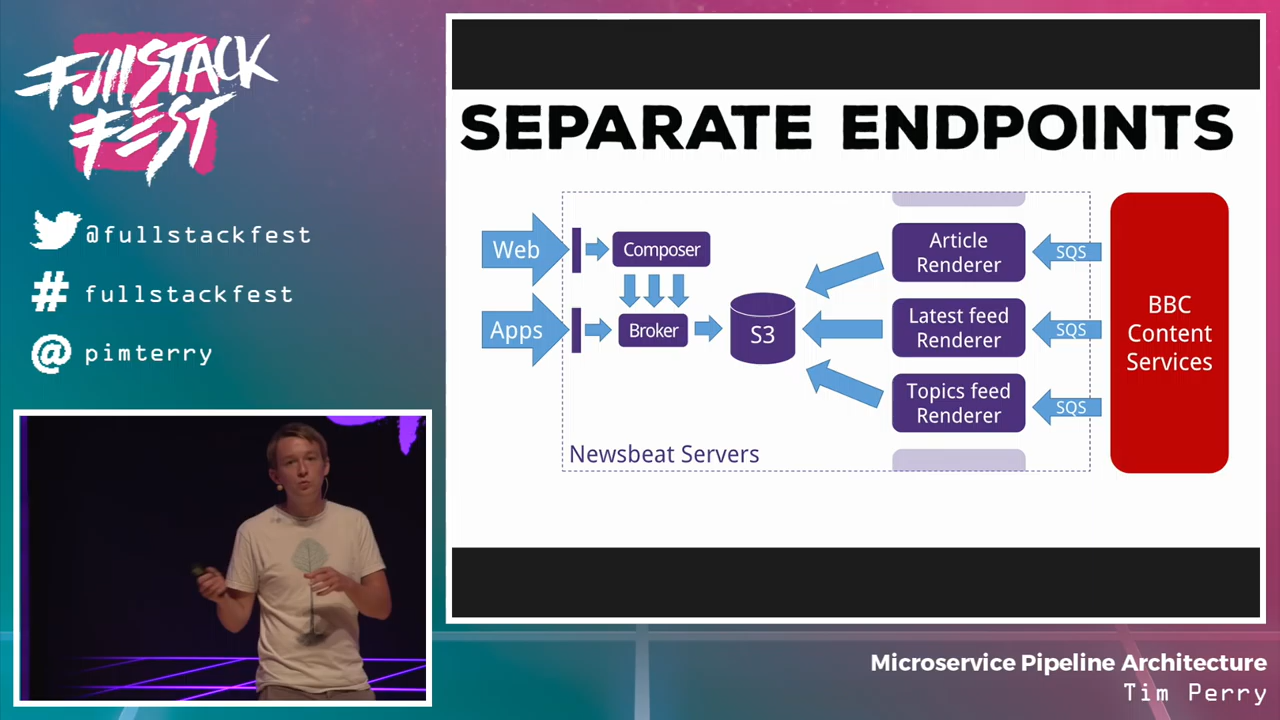 FullSTACK
FEST
@fullstackfest
# fullstackfest
@ pimterry
SEPARATE ENDPOINTS
Web
Composer
Apps
Broker
S3
Article
Renderer
Latest feed
Renderer
Topics feed
Renderer
SQS
SQS
SQS
BBC
Content
Services
Newsbeat Servers
Microservice Pipeline Architecture
Tim Perry